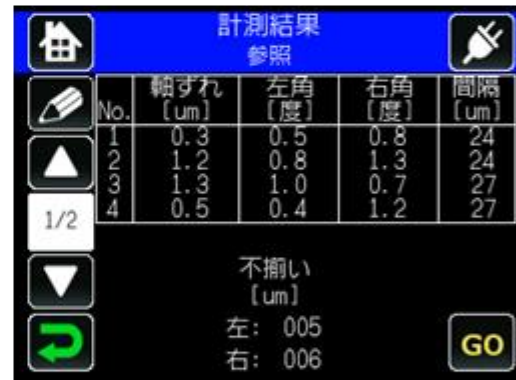 計測結果
参照
No. 軸ずれ [um] 左角 [度] 右角 [度] 間隔 [um]
1 0.3 0.5 0.8 24
2 1.2 0.8 1.3 24
3 1.3 1.0 0.7 27
4 0.5 0.4 1.2 27
1/2
不揃い
[um]
左: 005
右: 006
GO